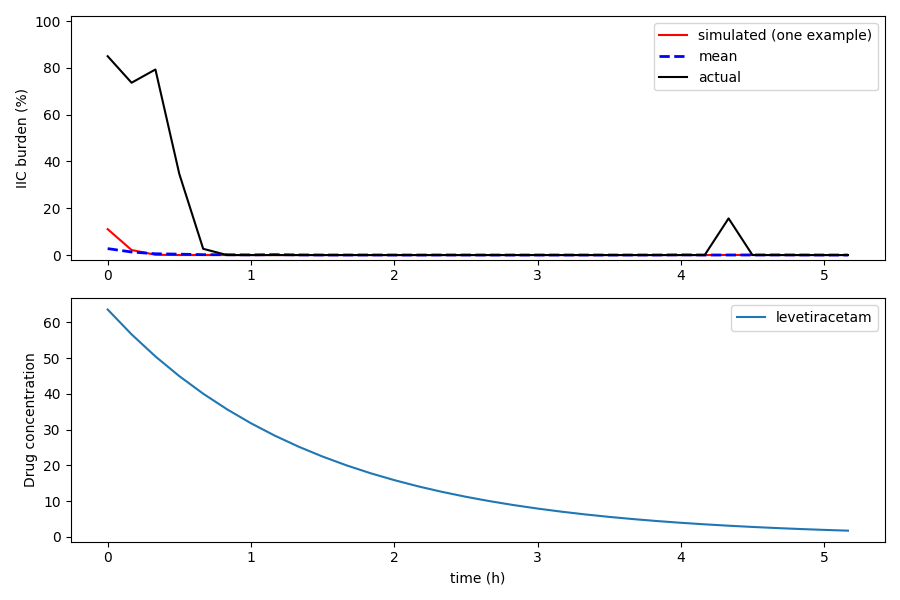 IIC burden (%)
100
80
60
40
20
0
simulated (one example)
mean
actual
0 1 2 3 4 5
Drug concentration
60
50
40
30
20
10
0
levetiracetam
0 1 2 3 4 5
time (h)